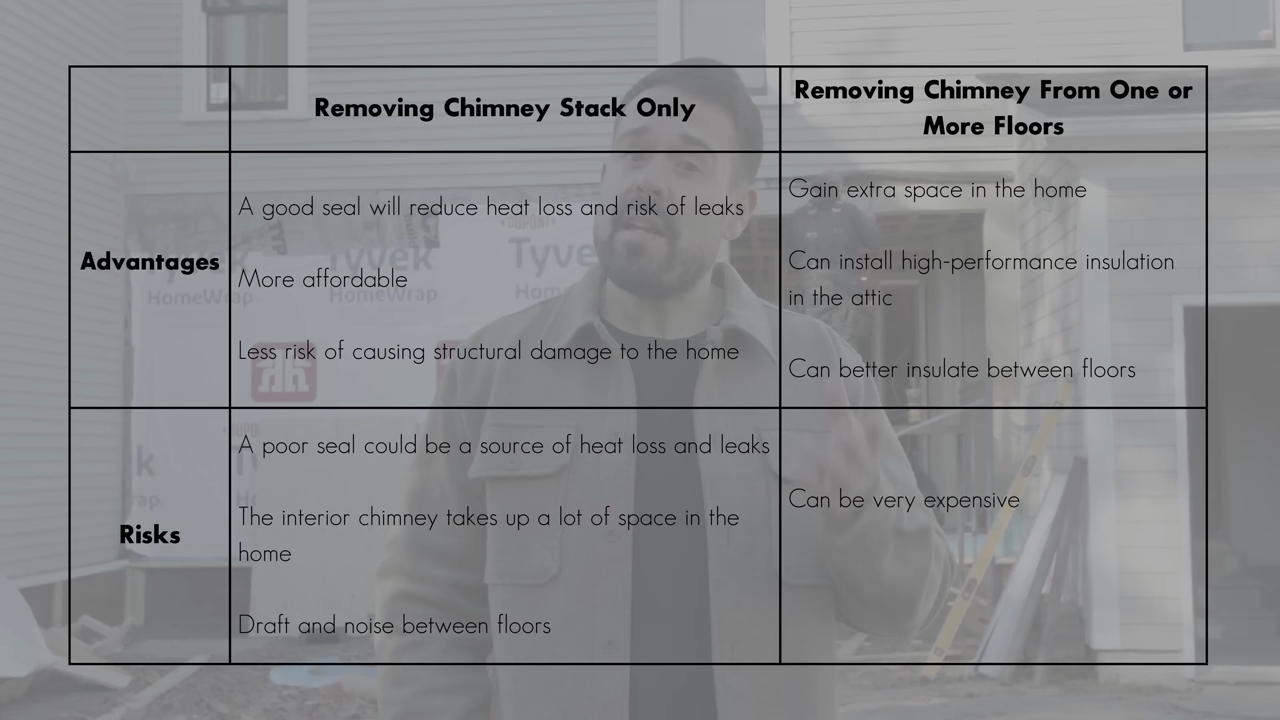 Removing Chimney Stack Only
Removing Chimney From One or
More Floors
Advantages
A good seal will reduce heat loss and risk of leaks
More affordable
Less risk of causing structural damage to the home
Gain extra space in the home
Can install high-performance insulation
in the attic
Can better insulate between floors
Risks
A poor seal could be a source of heat loss and leaks
The interior chimney takes up a lot of space in the
home
Draft and noise between floors
Can be very expensive
DUPONT
Tyvek
Tyve
HomeWrap
HomeWrap
Hom